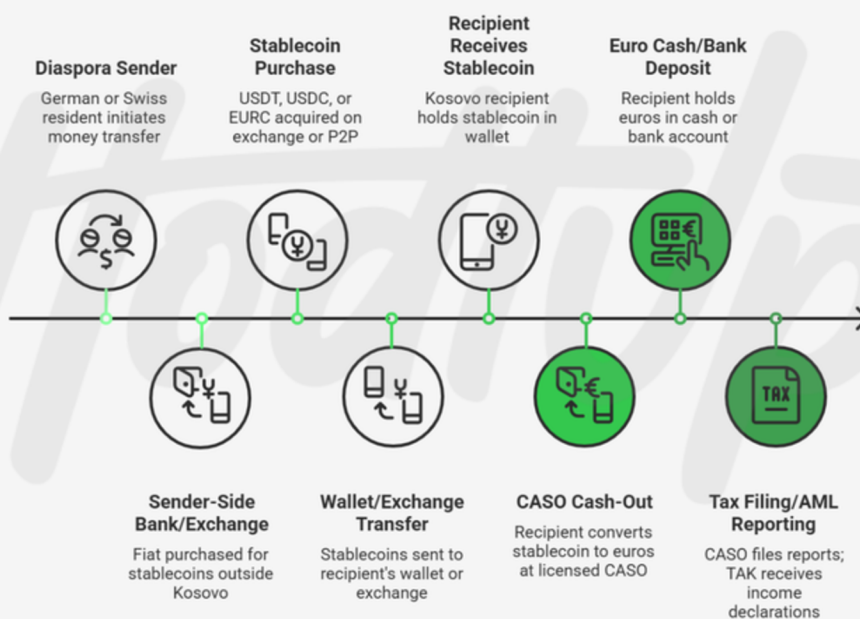 Diaspora Sender
German or Swiss
resident initiates
money transfer
Sender-Side
Bank/Exchange
Fiat purchased for
stablecoins outside
Kosovo
Stablecoin
Purchase
USDT, USDC, or
EURC acquired on
exchange or P2P
Wallet/Exchange
Transfer
Stablecoins sent to
recipient's wallet or
exchange
Recipient
Receives
Stablecoin
Kosovo recipient
holds stablecoin in
wallet
CASO Cash-Out
Recipient converts
stablecoin to euros
at licensed CASO
Euro Cash/Bank
Deposit
Recipient holds
euros in cash or
bank account
TAX
Tax Filing/AML
Reporting
CASO files reports;
TAK receives
income
declarations